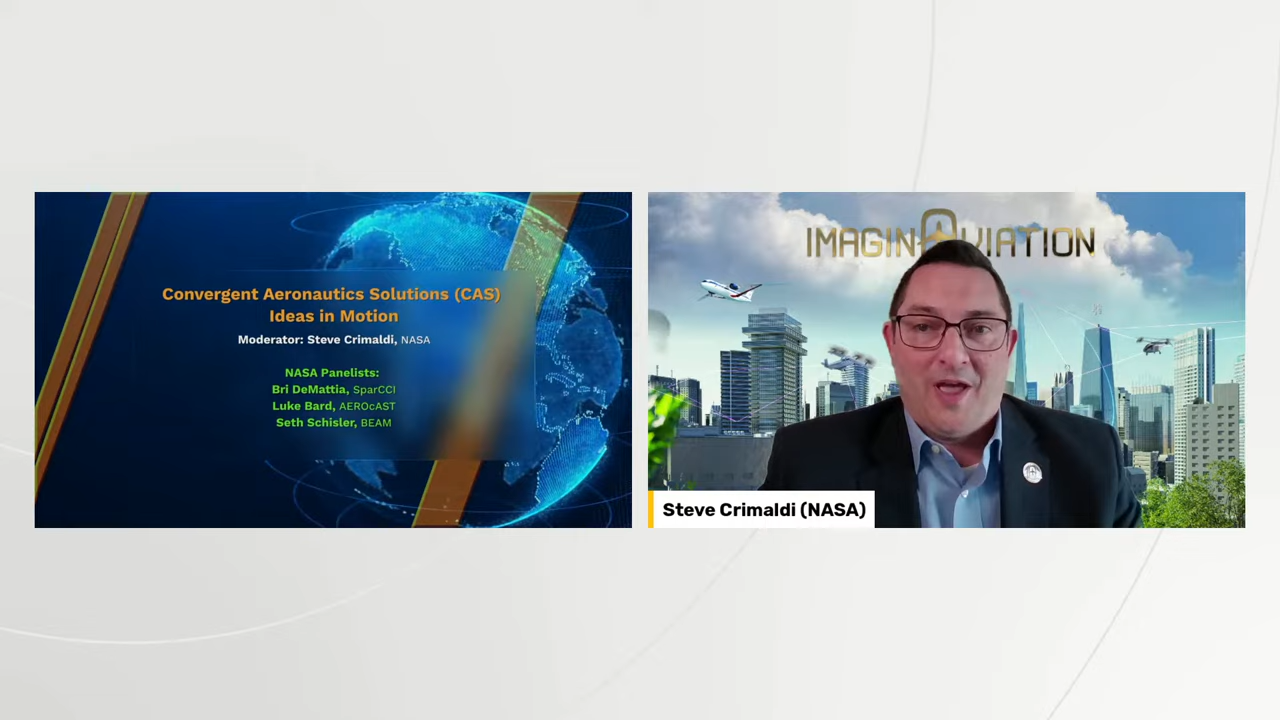 Convergent Aeronautics Solutions (CAS)
Ideas in Motion
Moderator: Steve Crimaldi, NASA
NASA Panelists:
Bri DeMattia, SparCCI
Luke Bard, AEROcAST
Seth Schisler, BEAM
IMAGINAVIATION
Steve Crimaldi (NASA)